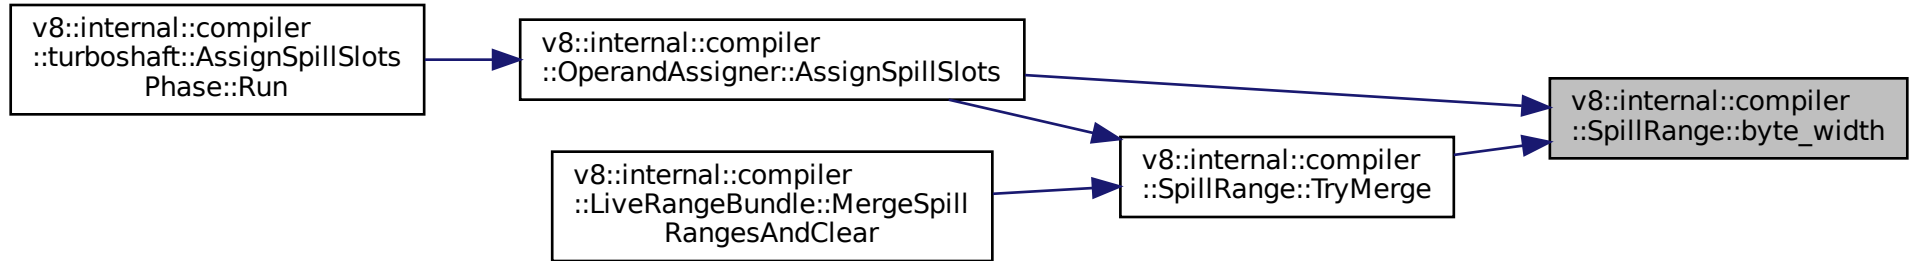 v8::internal::compiler
::turboshaft::AssignSpillSlots
Phase::Run
v8::internal::compiler
::OperandAssigner::AssignSpillSlots
v8::internal::compiler
::LiveRangeBundle::MergeSpill
RangesAndClear
v8::internal::compiler
::SpillRange::TryMerge
v8::internal::compiler
::SpillRange::byte_width